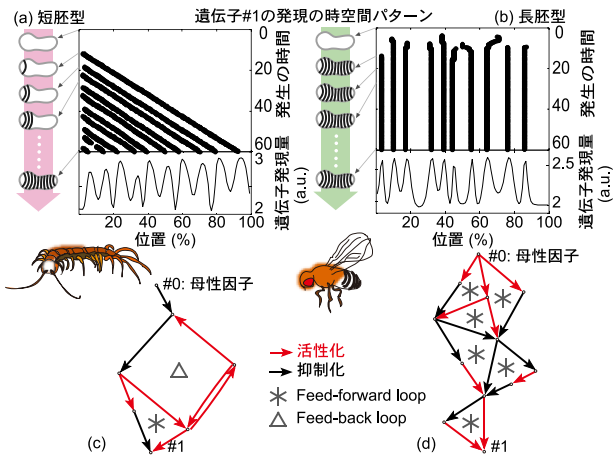 遺伝子#1の発現の時空間パターン
(a) 短胚型
(b) 長胚型
0
20
40
60
発生の時間
3
2
遺伝子発現量
(a.u.)
20 40 60 80 100
位置 (%)
0
20
40
60
発生の時間
2.5
2
遺伝子発現量
(a.u.)
20 40 60 80 100
位置 (%)
#0: 母性因子
#1
(c)
活性化
抑制化
Feed-forward loop
Feed-back loop
#0: 母性因子
#1
(d)